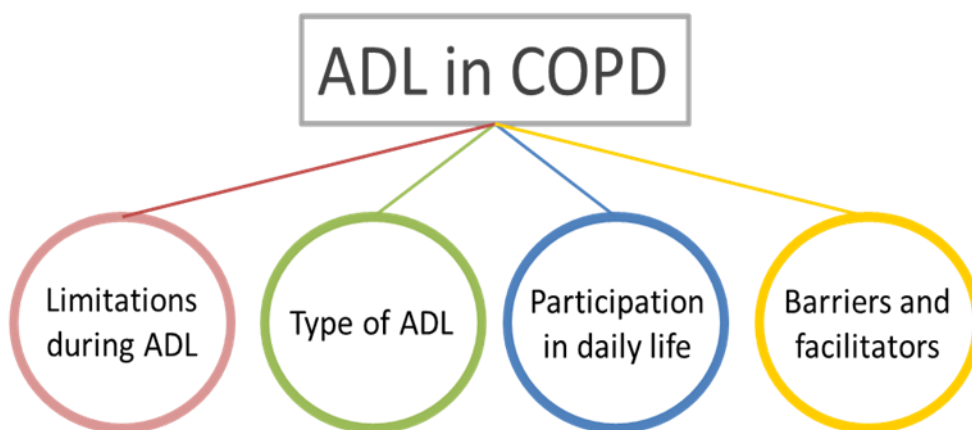 ADL in COPD
Limitations
during ADL
Type of ADL
Participation
in daily life
Barriers and
facilitators